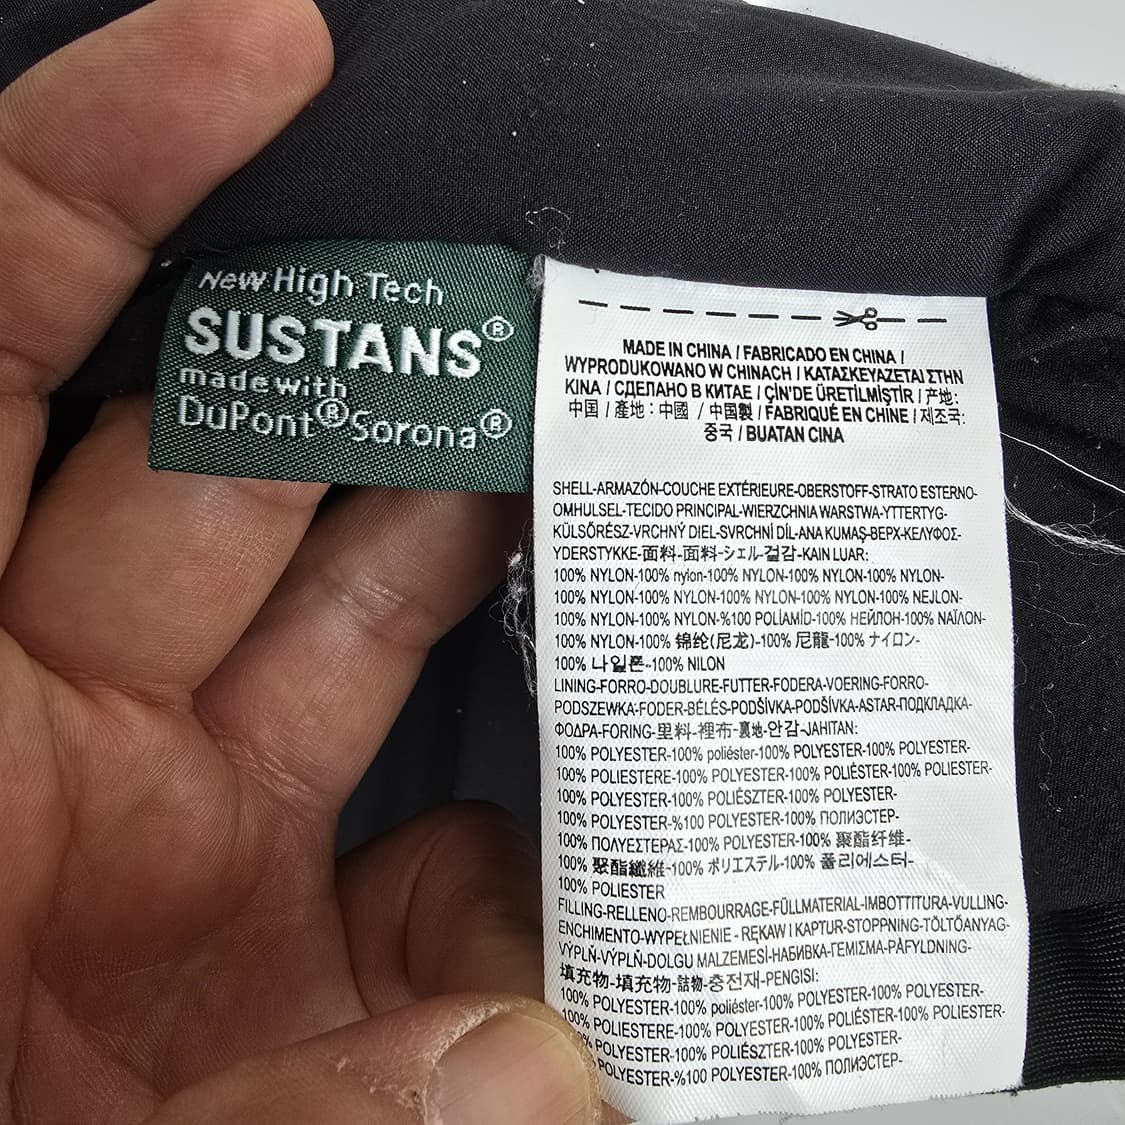 New High Tech
SUSTANS®
made with
DuPont®Sorona®
MADE IN CHINA / FABRICADO EN CHINA /
WYPRODUKOWANO W CHINACH / ΚΑΤΑΣΚΕΥΑΖΕΤΑΙ ΣΤΗΝ
KINA / СДЕЛАНО В КИТАЕ / ÇİN'DE ÜRETİLMİŞTİR / 产地:
中国 / 產地: 中國 / 中国製 / FABRIQUÉ EN CHINE / 제조국:
중국 / BUATAN CINA
SHELL-ARMAZÓN-COUCHE EXTÉRIEURE-OBERSTOFF-STRATO ESTERNO-
OMHULSEL-TECIDO PRINCIPAL-WIERZCHNIA WARSTWA-YTTERTYG-
KÜLSŐRÉSZ-VRCHNÝ DIEL-SVRCHNÍ DÍL-ANA KUMAŞ-ВЕРХ-ΚΕΛΥΦΟΣ-
YDERSTYKKE-面料-面料-シェル-겉감-KAIN LUAR:
100% NYLON-100% nylon-100% NYLON-100% NYLON-100% NYLON-
100% NYLON-100% NYLON-100% NYLON-100% NYLON-100% NEJLON-
100% NYLON-100% NYLON-%100 POLİAMİD-100% НЕЙЛОН-100% ΝΑΪΛΟΝ-
100% NYLON-100% 锦纶(尼龙)-100% 尼龍-100% ナイロン-
100% 나일론-100% NILON
LINING-FORRO-DOUBLURE-FUTTER-FODERA-VOERING-FORRO-
PODSZEWKA-FODER-BÉLÉS-PODŠÍVKA-PODŠÍVKA-ASTAR-ПОДКЛАДКА-
ΦΟΔΡΑ-FORING-里料-裡布-裏地-안감-JAHITAN:
100% POLYESTER-100% poliéster-100% POLYESTER-100% POLYESTER-
100% POLIESTERE-100% POLYESTER-100% POLIÉSTER-100% POLIESTER-
100% POLYESTER-100% POLIÉSZTER-100% POLYESTER-
100% POLYESTER-%100 POLYESTER-100% ПОЛИЭСТЕР-
100% ΠΟΛΥΕΣΤΕΡΑΣ-100% POLYESTER-100% 聚酯纤维-
100% 聚酯纖維-100% ポリエステル-100% 폴리에스터-
100% POLIESTER
FILLING-RELLENO-REMBOURRAGE-FÜLLMATERIAL-IMBOTTITURA-VULLING-
ENCHIMENTO-WYPEŁNIENIE - RĘKAW I KAPTUR-STOPPNING-TÖLTŐANYAG-
VÝPLŇ-VÝPLŇ-DOLGU MALZEMESİ-НАБИВКА-ΓΕΜΙΣΜΑ-PÅFYLDNING-
填充物-填充物-詰物-충전재-PENGISI:
100% POLYESTER-100% poliéster-100% POLYESTER-100% POLYESTER-
100% POLIESTERE-100% POLYESTER-100% POLIÉSTER-100% POLIESTER-
POLYESTER-100% POLIÉSZTER-100% POLYESTER-
POLYESTER-%100 POLYESTER-100% ПОЛИЭСТЕР-